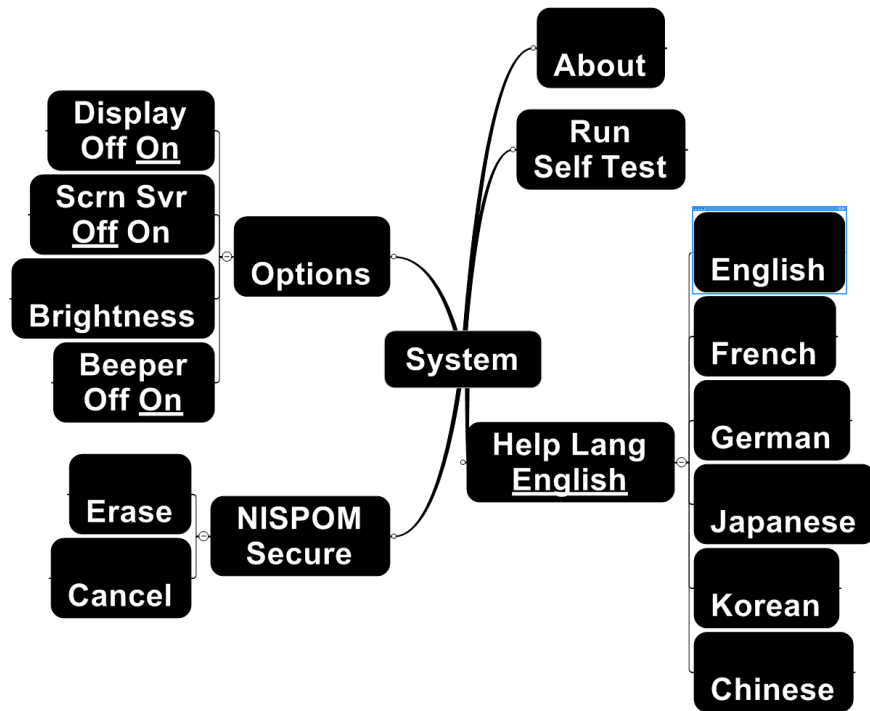 About
Run
Self Test
Display
Off On
Scrn Svr
Off On
Brightness
Beeper
Off On
Options
System
Help Lang
English
English
French
German
Japanese
Korean
Chinese
NISPOM
Secure
Erase
Cancel